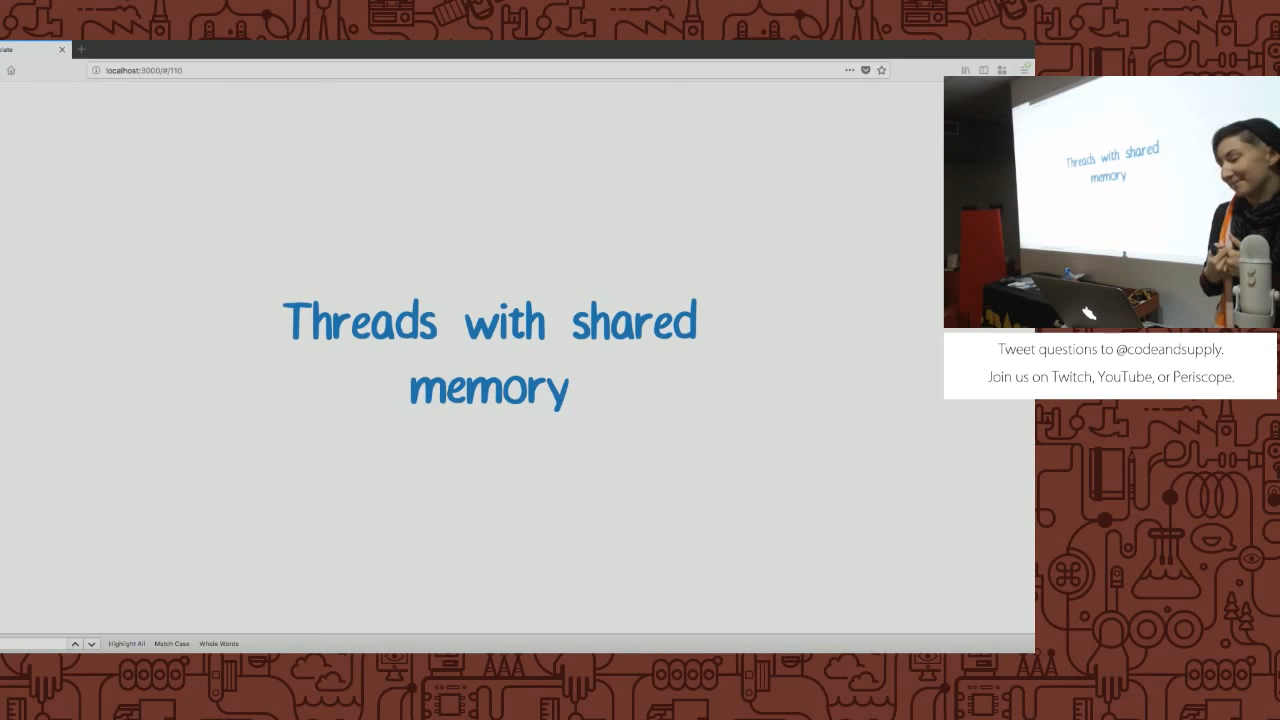 plate
localhost:3000/#/110
Threads with shared
memory
Threads with shared
memory
Tweet questions to @codeandsupply.
Join us on Twitch, YouTube, or Periscope.
Highlight All Match Case Whole Words